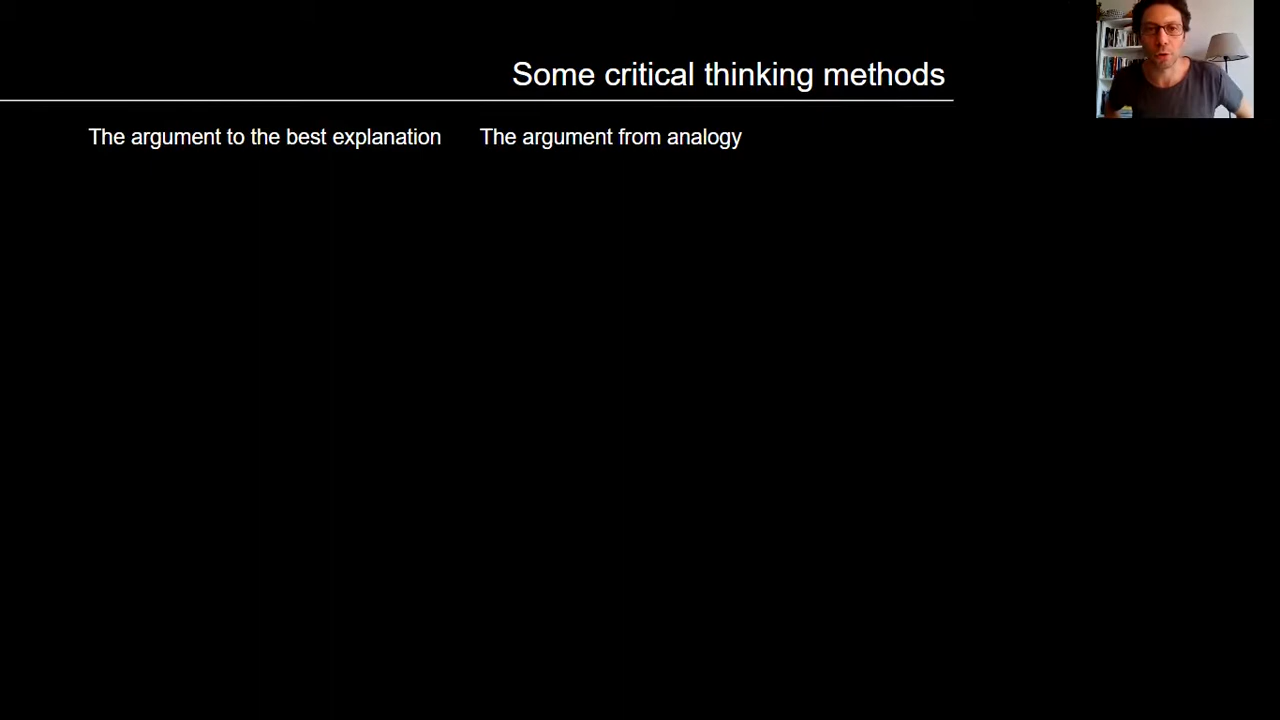 Some critical thinking methods
The argument to the best explanation
The argument from analogy